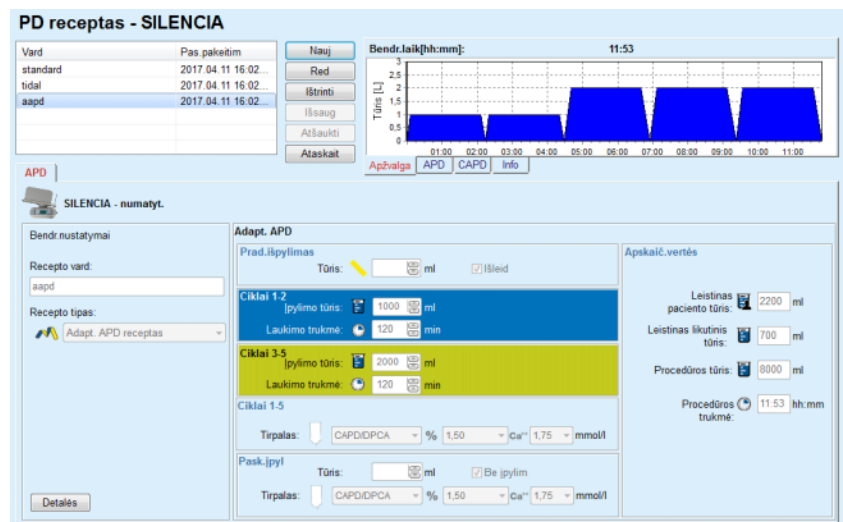 PD receptas - SILENCIA
Vard Pas.pakeitim
standard 2017.04.11 16:02...
tidal 2017.04.11 16:02...
aapd 2017.04.11 16:02...
Nauj
Red
Ištrinti
Išsaug
Atšaukti
Ataskait
Bendr.laik[hh:mm]: 11:53
Tūris [L]
3
2,5
2
1,5
1
0,5
0
01:00 02:00 03:00 04:00 05:00 06:00 07:00 08:00 09:00 10:00 11:00
Apžvalga APD CAPD Info
APD
SILENCIA - numatyt.
Bendr.nustatymai
Recepto vard:
aapd
Recepto tipas:
Adapt. APD receptas
Detalės
Adapt. APD
Prad.išpylimas
Tūris: ml Išleid
Ciklai 1-2
Įpylimo tūris: 1000 ml
Laukimo trukmė: 120 min
Ciklai 3-5
Įpylimo tūris: 2000 ml
Laukimo trukmė: 120 min
Ciklai 1-5
Tirpalas: CAPD/DPCA % 1,50 Ca⁺⁺ 1,75 mmol/l
Pask.įpyl
Tūris: ml Be įpylim
Tirpalas: CAPD/DPCA % 1,50 Ca⁺⁺ 1,75 mmol/l
Apskaič.vertės
Leistinas
paciento tūris: 2200 ml
Leistinas likutinis
tūris: 700 ml
Procedūros tūris: 8000 ml
Procedūros
trukmė: 11:53 hh:mm